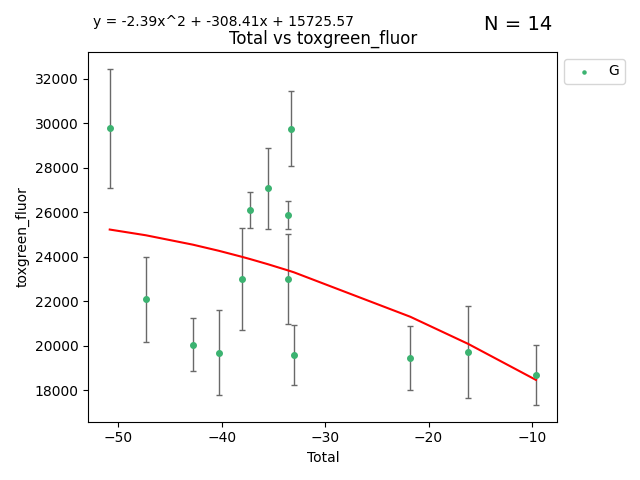 y = -2.39x^2 + -308.41x + 15725.57
N = 14
Total vs toxgreen_fluor
G
32000
30000
28000
26000
24000
22000
20000
18000
toxgreen_fluor
−50
−40
−30
−20
−10
Total